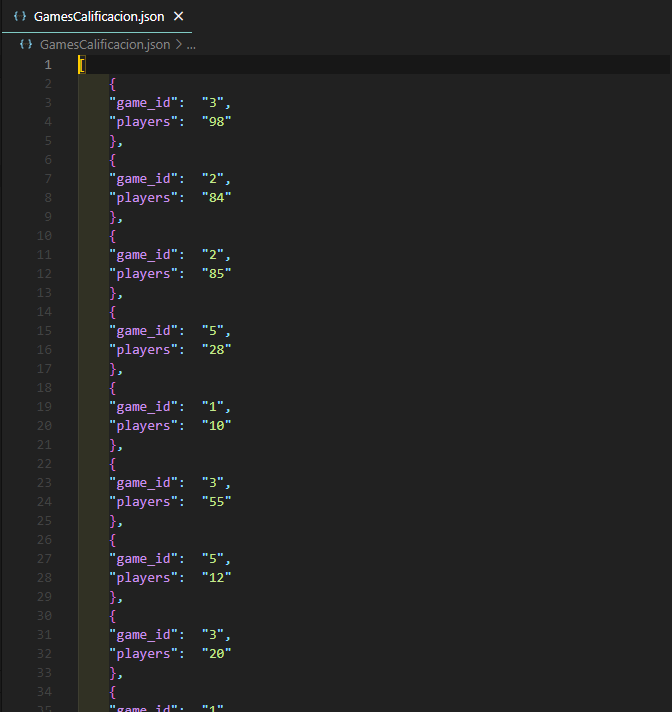 { } GamesCalificacion.json ×
{ } GamesCalificacion.json > ...
1 [
2 {
3 "game_id": "3",
4 "players": "98"
5 },
6 {
7 "game_id": "2",
8 "players": "84"
9 },
10 {
11 "game_id": "2",
12 "players": "85"
13 },
14 {
15 "game_id": "5",
16 "players": "28"
17 },
18 {
19 "game_id": "1",
20 "players": "10"
21 },
22 {
23 "game_id": "3",
24 "players": "55"
25 },
26 {
27 "game_id": "5",
28 "players": "12"
29 },
30 {
31 "game_id": "3",
32 "players": "20"
33 },
34 {
35 "game_id": "1"